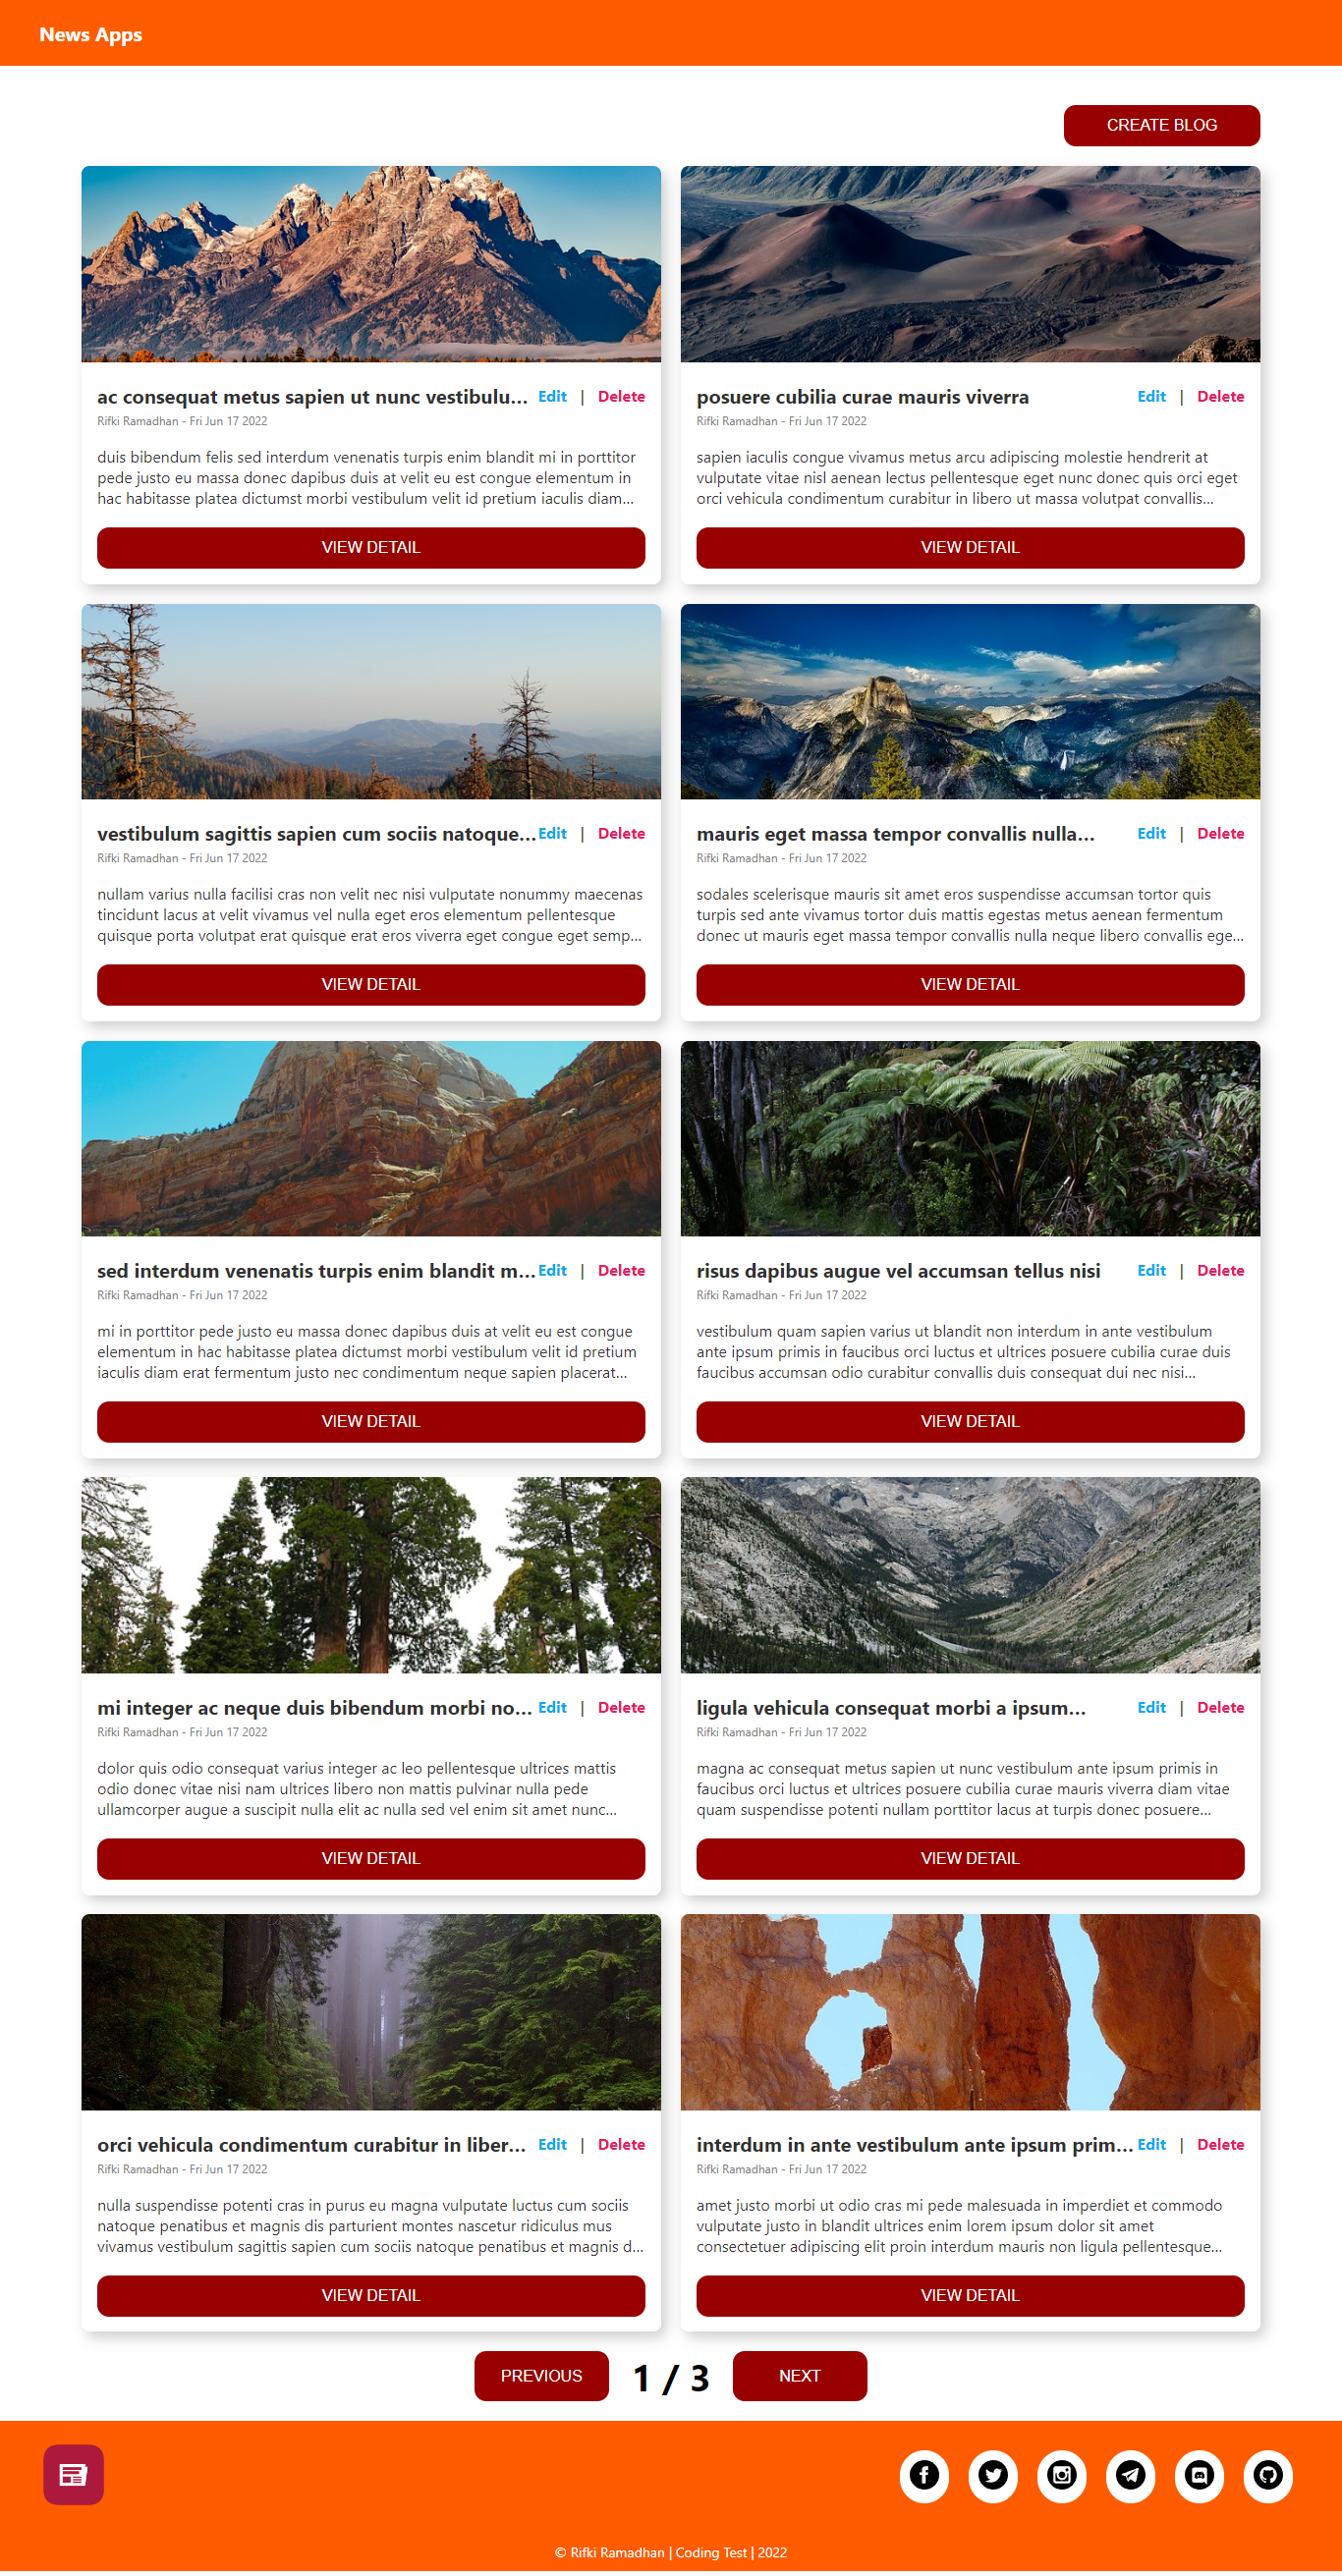 News Apps
CREATE BLOG
ac consequat metus sapien ut nunc vestibulu... Edit | Delete
Rifki Ramadhan - Fri Jun 17 2022
duis bibendum felis sed interdum venenatis turpis enim blandit mi in porttitor
pede justo eu massa donec dapibus duis at velit eu est congue elementum in
hac habitasse platea dictumst morbi vestibulum velit id pretium iaculis diam...
VIEW DETAIL
posuere cubilia curae mauris viverra Edit | Delete
Rifki Ramadhan - Fri Jun 17 2022
sapien iaculis congue vivamus metus arcu adipiscing molestie hendrerit at
vulputate vitae nisl aenean lectus pellentesque eget nunc donec quis orci eget
orci vehicula condimentum curabitur in libero ut massa volutpat convallis...
VIEW DETAIL
vestibulum sagittis sapien cum sociis natoque... Edit | Delete
Rifki Ramadhan - Fri Jun 17 2022
nullam varius nulla facilisi cras non velit nec nisi vulputate nonummy maecenas
tincidunt lacus at velit vivamus vel nulla eget eros elementum pellentesque
quisque porta volutpat erat quisque erat eros viverra eget congue eget semp...
VIEW DETAIL
mauris eget massa tempor convallis nulla... Edit | Delete
Rifki Ramadhan - Fri Jun 17 2022
sodales scelerisque mauris sit amet eros suspendisse accumsan tortor quis
turpis sed ante vivamus tortor duis mattis egestas metus aenean fermentum
donec ut mauris eget massa tempor convallis nulla neque libero convallis ege...
VIEW DETAIL
sed interdum venenatis turpis enim blandit m... Edit | Delete
Rifki Ramadhan - Fri Jun 17 2022
mi in porttitor pede justo eu massa donec dapibus duis at velit eu est congue
elementum in hac habitasse platea dictumst morbi vestibulum velit id pretium
iaculis diam erat fermentum justo nec condimentum neque sapien placerat...
VIEW DETAIL
risus dapibus augue vel accumsan tellus nisi Edit | Delete
Rifki Ramadhan - Fri Jun 17 2022
vestibulum quam sapien varius ut blandit non interdum in ante vestibulum
ante ipsum primis in faucibus orci luctus et ultrices posuere cubilia curae duis
faucibus accumsan odio curabitur convallis duis consequat dui nec nisi...
VIEW DETAIL
mi integer ac neque duis bibendum morbi no... Edit | Delete
Rifki Ramadhan - Fri Jun 17 2022
dolor quis odio consequat varius integer ac leo pellentesque ultrices mattis
odio donec vitae nisi nam ultrices libero non mattis pulvinar nulla pede
ullamcorper augue a suscipit nulla elit ac nulla sed vel enim sit amet nunc...
VIEW DETAIL
ligula vehicula consequat morbi a ipsum... Edit | Delete
Rifki Ramadhan - Fri Jun 17 2022
magna ac consequat metus sapien ut nunc vestibulum ante ipsum primis in
faucibus orci luctus et ultrices posuere cubilia curae mauris viverra diam vitae
quam suspendisse potenti nullam porttitor lacus at turpis donec posuere...
VIEW DETAIL
orci vehicula condimentum curabitur in liber... Edit | Delete
Rifki Ramadhan - Fri Jun 17 2022
nulla suspendisse potenti cras in purus eu magna vulputate luctus cum sociis
natoque penatibus et magnis dis parturient montes nascetur ridiculus mus
vivamus vestibulum sagittis sapien cum sociis natoque penatibus et magnis d...
VIEW DETAIL
interdum in ante vestibulum ante ipsum prim... Edit | Delete
Rifki Ramadhan - Fri Jun 17 2022
amet justo morbi ut odio cras mi pede malesuada in imperdiet et commodo
vulputate justo in blandit ultrices enim lorem ipsum dolor sit amet
consectetuer adipiscing elit proin interdum mauris non ligula pellentesque...
VIEW DETAIL
PREVIOUS 1 / 3 NEXT
© Rifki Ramadhan | Coding Test | 2022